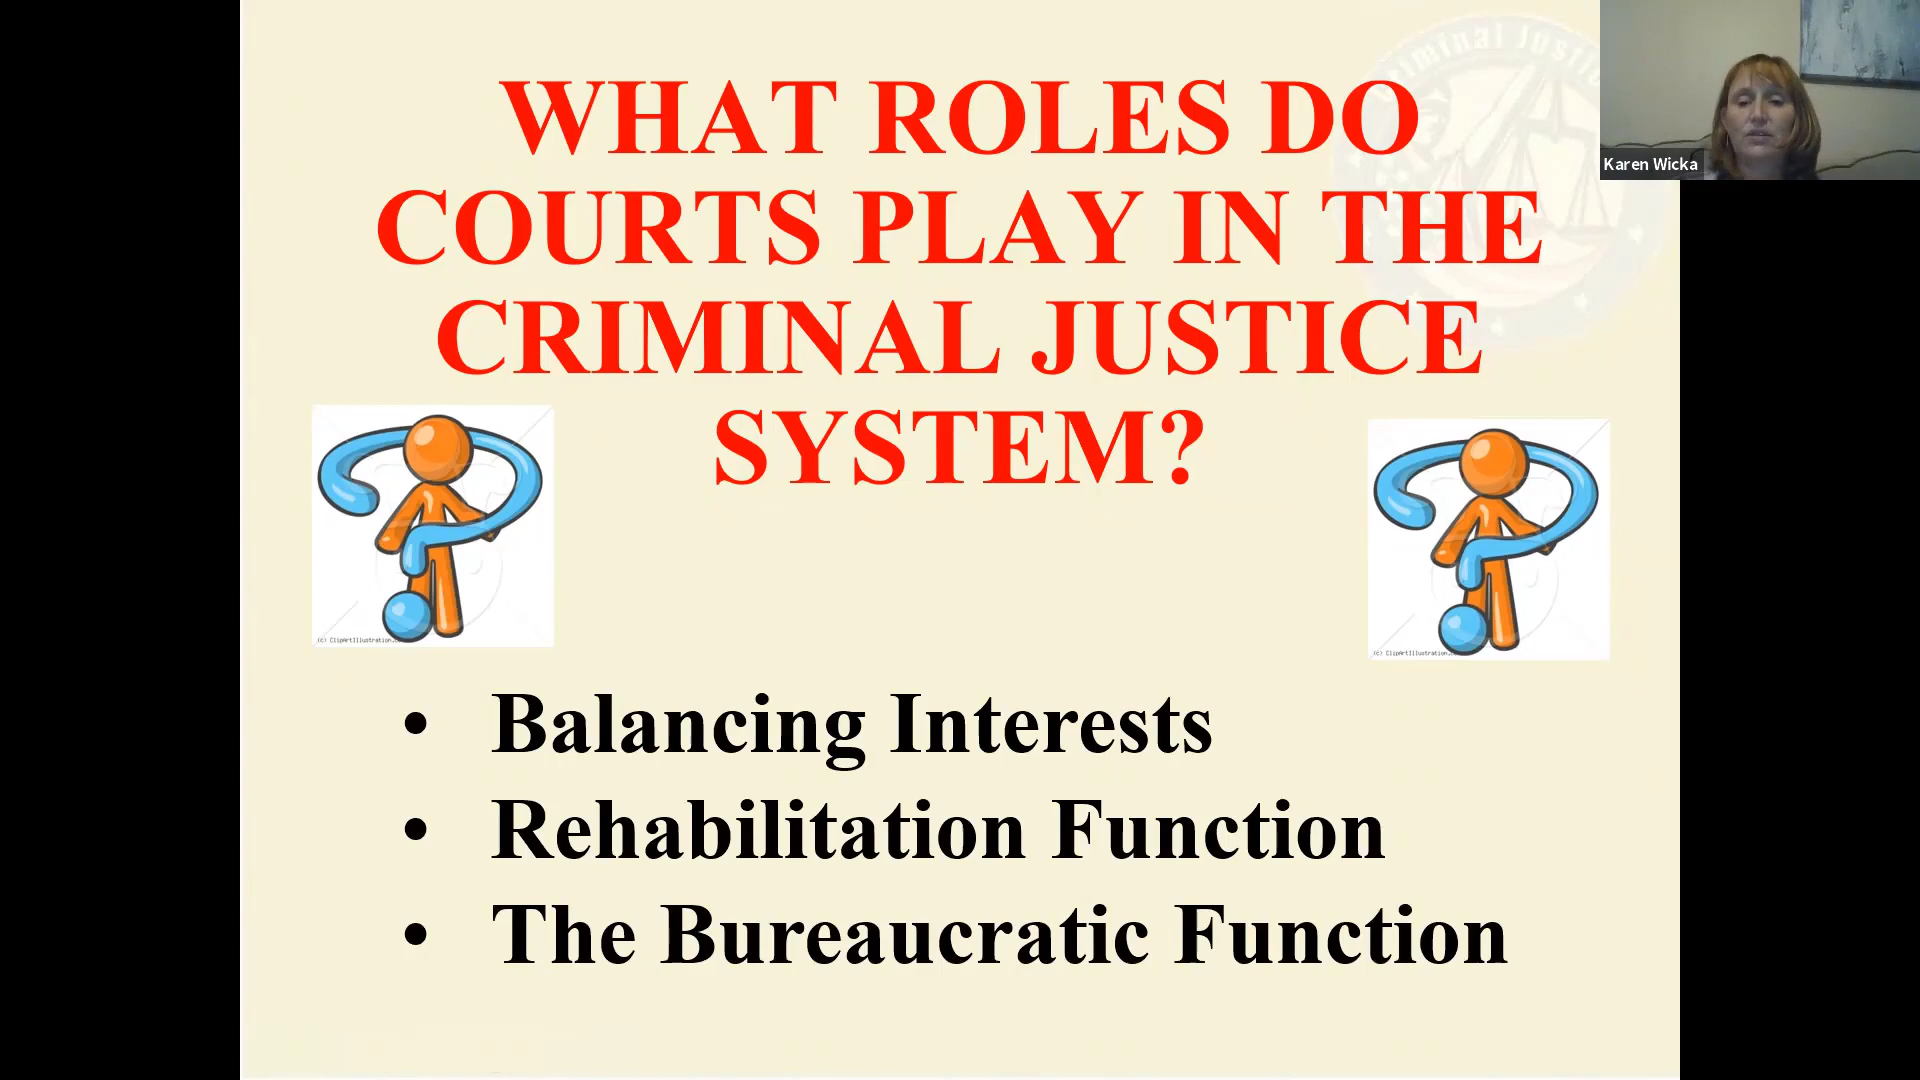 WHAT ROLES DO
COURTS PLAY IN THE
CRIMINAL JUSTICE
SYSTEM?
Karen Wicka
• Balancing Interests
• Rehabilitation Function
• The Bureaucratic Function